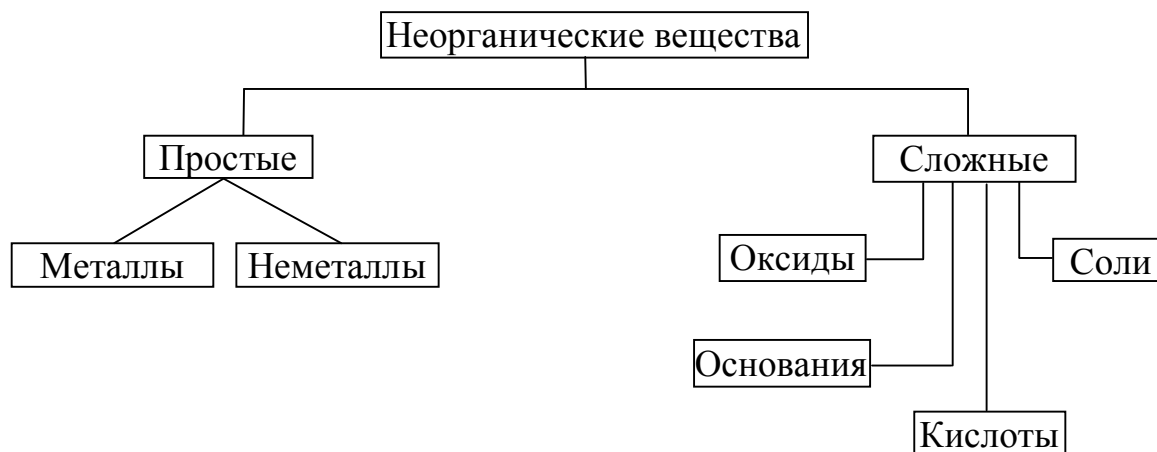 Неорганические вещества
Простые
Сложные
Металлы
Неметаллы
Оксиды
Соли
Основания
Кислоты